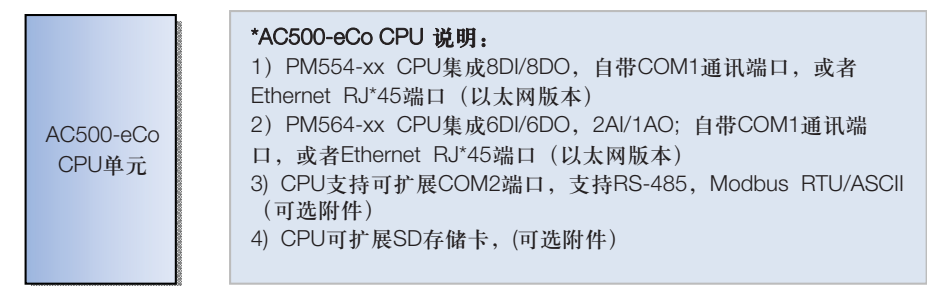 AC500-eCo
CPU单元
*AC500-eCo CPU 说明：
1）PM554-xx CPU集成8DI/8DO，自带COM1通讯端口，或者
Ethernet RJ*45端口（以太网版本）
2）PM564-xx CPU集成6DI/6DO，2AI/1AO; 自带COM1通讯端
口，或者Ethernet RJ*45端口（以太网版本）
3) CPU支持可扩展COM2端口，支持RS-485，Modbus RTU/ASCII
（可选附件）
4) CPU可扩展SD存储卡，(可选附件）